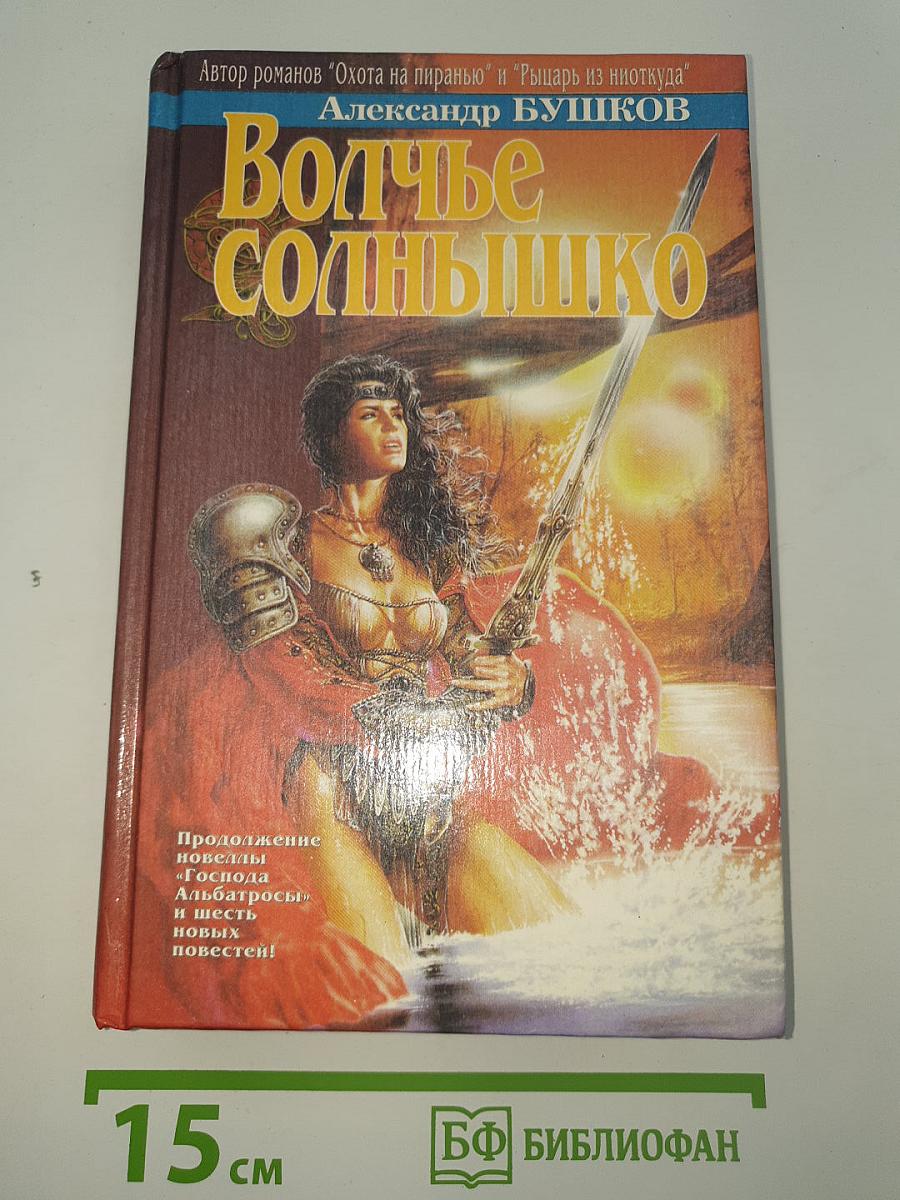 Автор романов "Охота на пиранью" и "Рыцарь из ниоткуда"
Александр БУШКОВ
Волчье
солнышко
Продолжение
новеллы
«Господа
Альбатросы»
и шесть
новых
повестей!
15 см
БФ БИБЛИОФАН